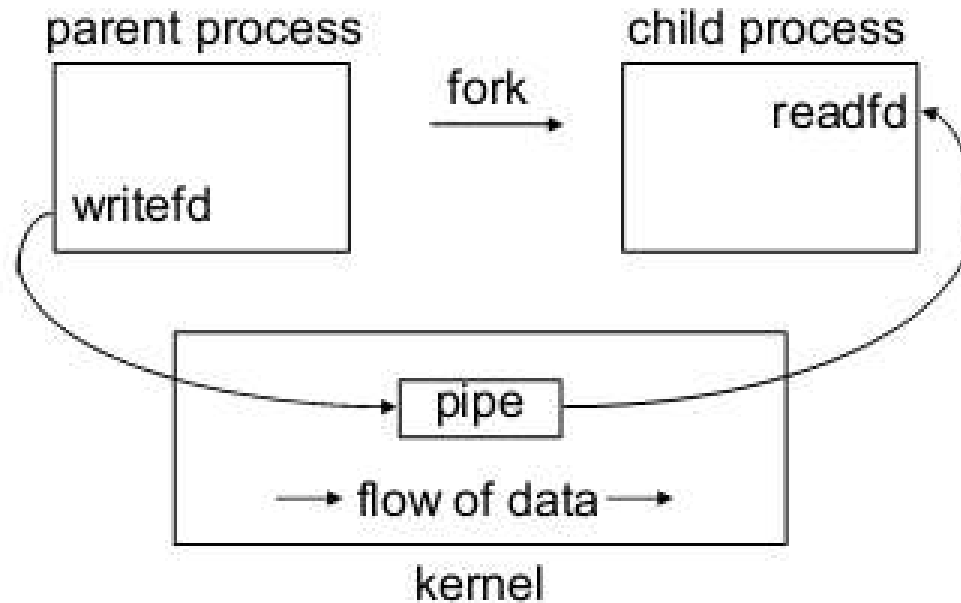 parent process
child process
fork
readfd
writefd
pipe
flow of data
kernel